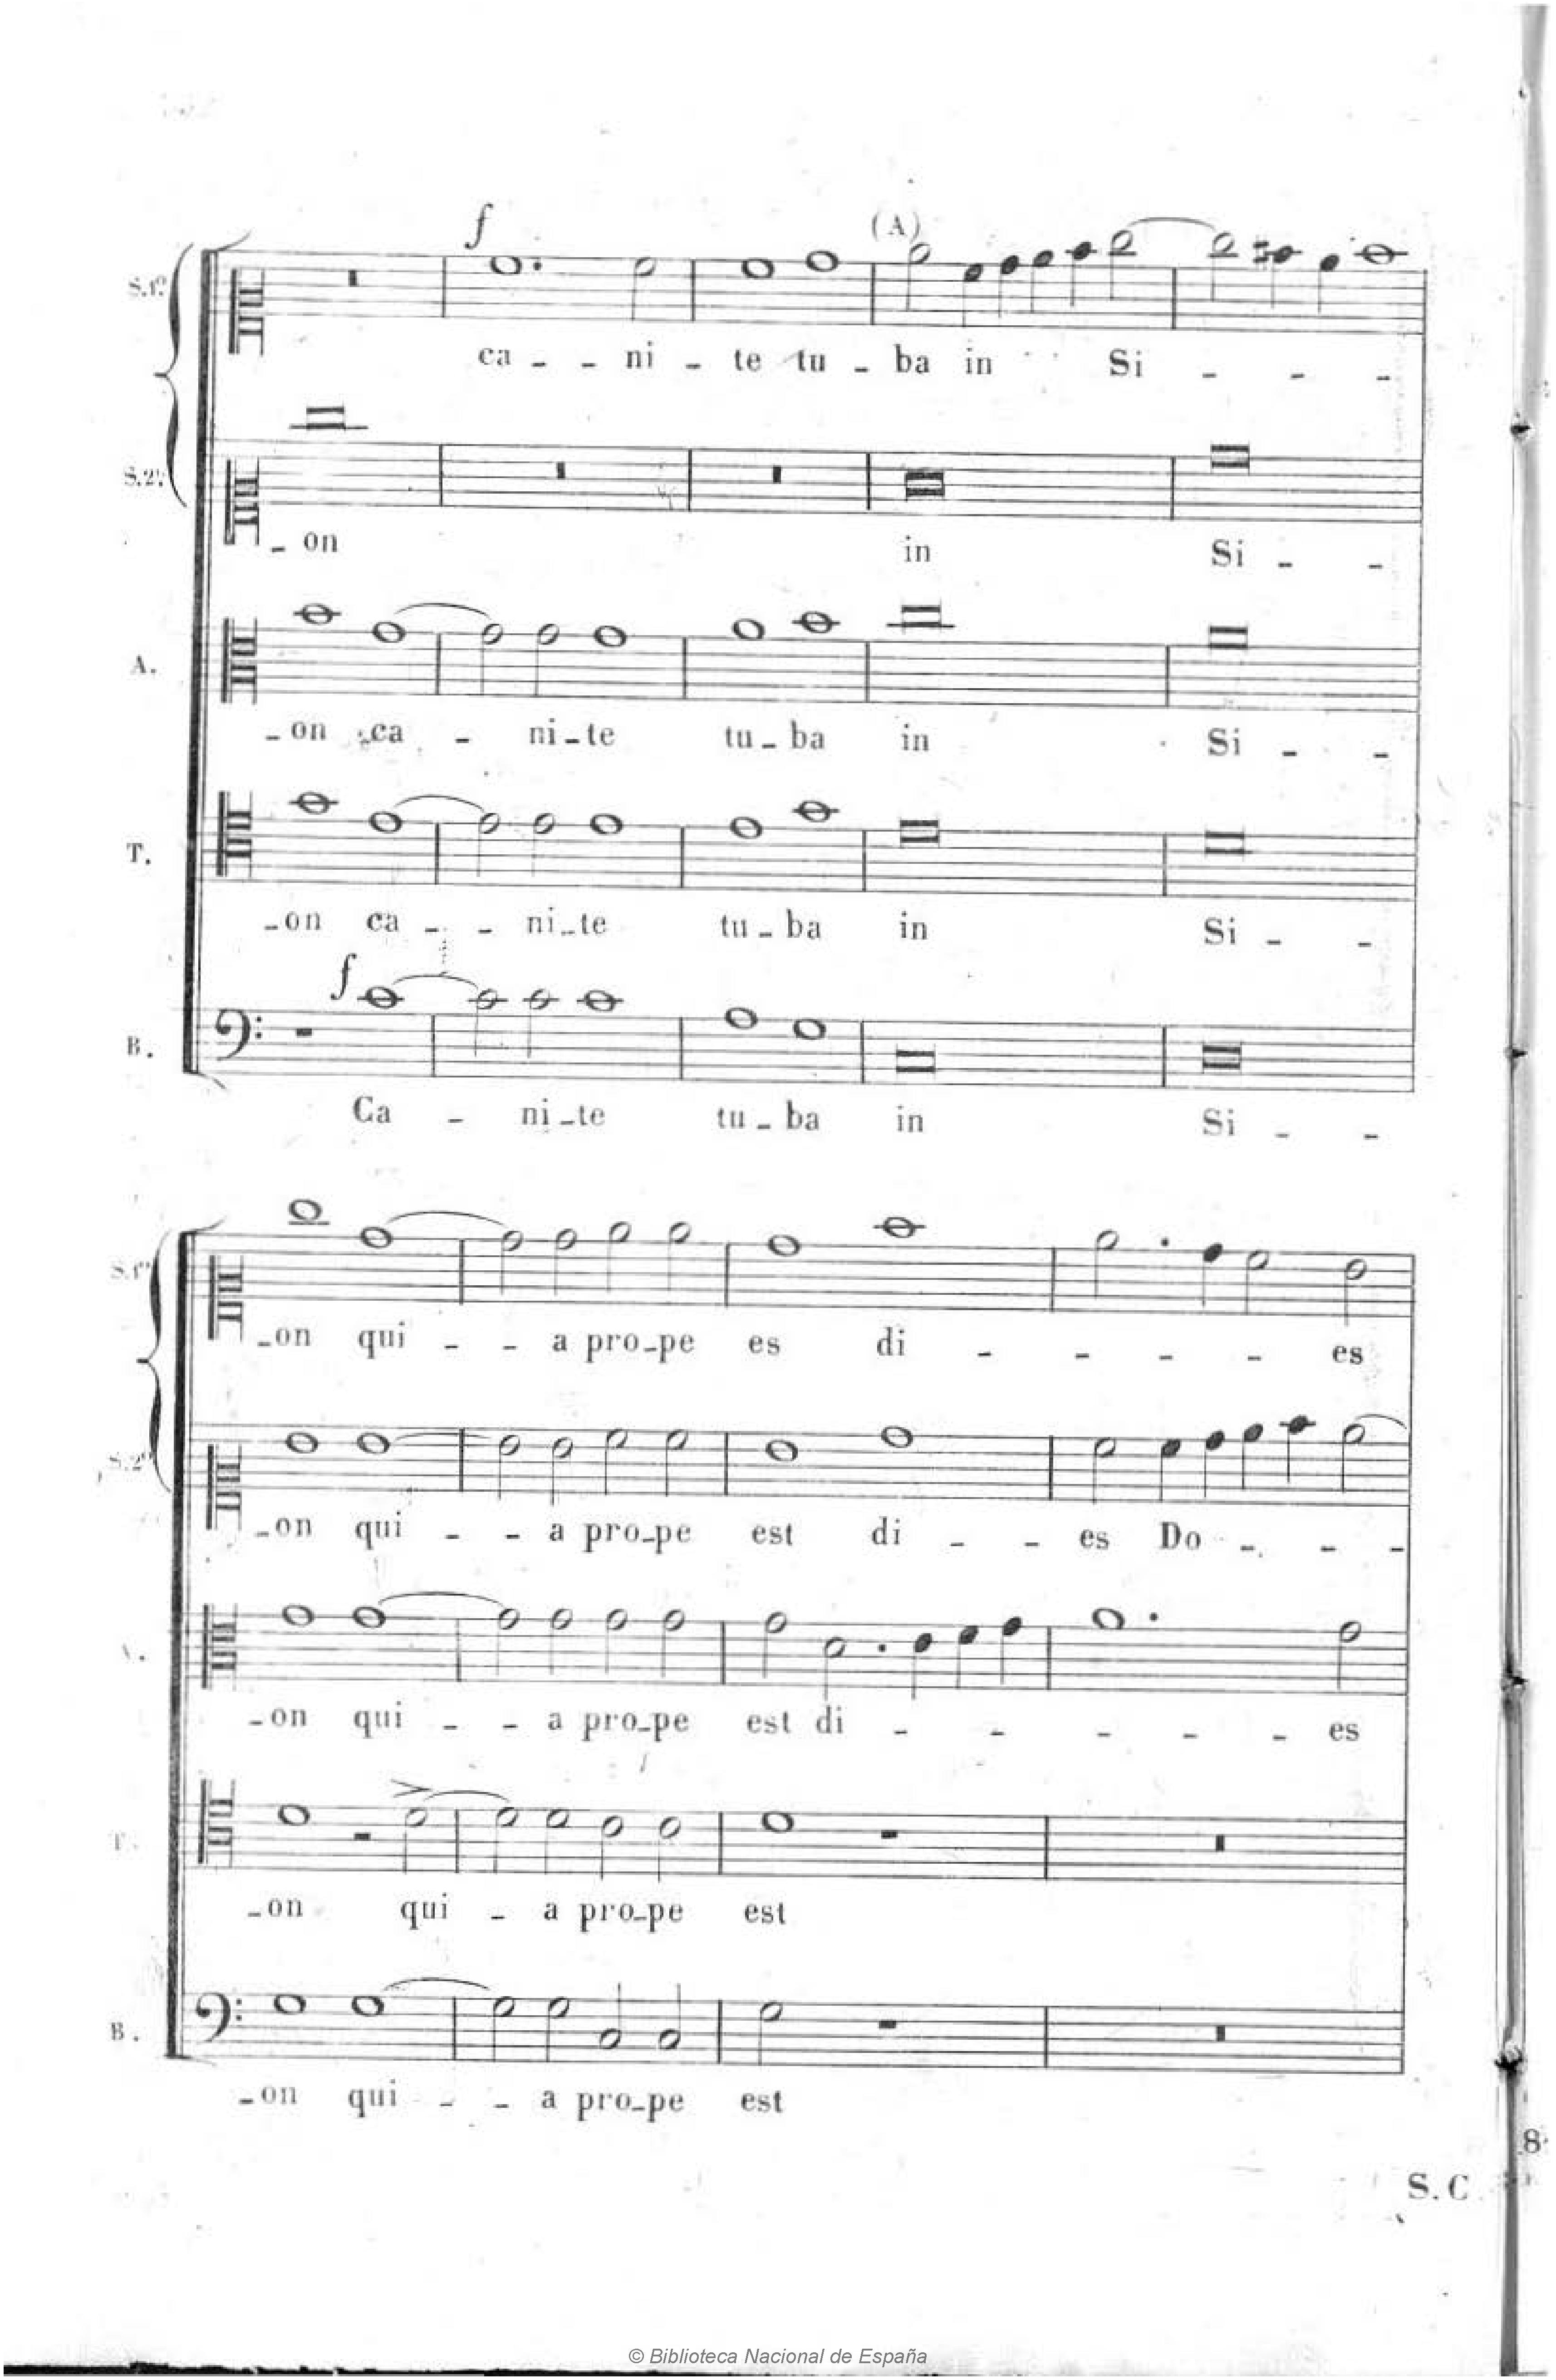 f (A)
S.1º
ca - - ni - te tu - ba in Si - - -
S.2º
- on in Si - -
A.
- on ca - ni - te tu - ba in Si - -
T.
- on ca - - ni - te tu - ba in Si - -
f
B.
Ca - ni - te tu - ba in Si - -
S.1º
- on qui - - a pro - pe es di - - - - es
S.2º
- on qui - - a pro - pe est di - - es Do - - -
- on qui - - a pro - pe est di - - - - - es
T.
- on qui - a pro - pe est
B.
- on qui - - a pro - pe est
8
S. C
© Biblioteca Nacional de España